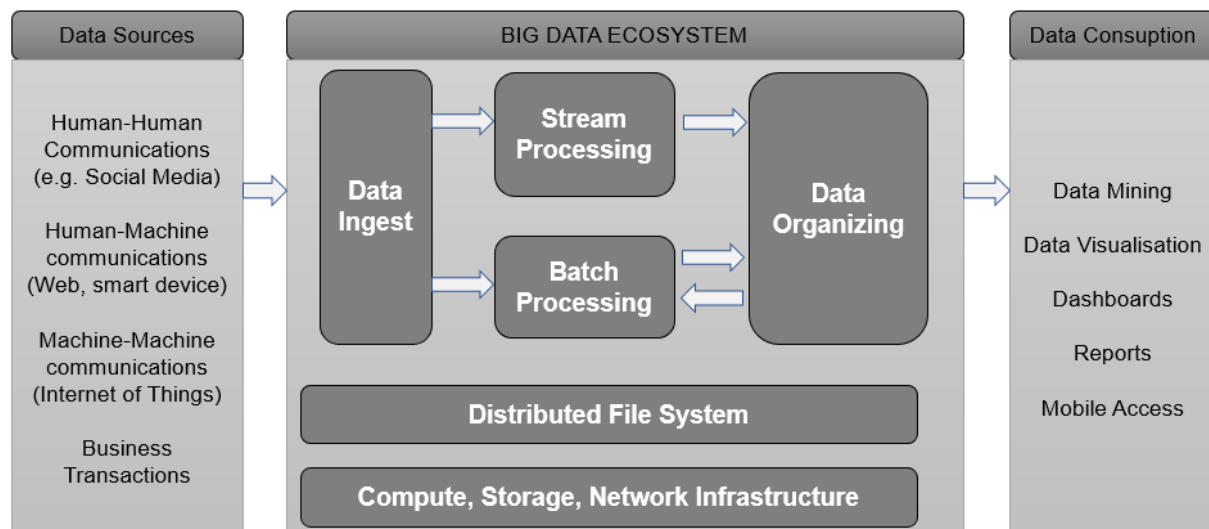 Data Sources
Human-Human
Communications
(e.g. Social Media)
Human-Machine
communications
(Web, smart device)
Machine-Machine
communications
(Internet of Things)
Business
Transactions
BIG DATA ECOSYSTEM
Data
Ingest
Stream
Processing
Batch
Processing
Data
Organizing
Distributed File System
Compute, Storage, Network Infrastructure
Data Consuption
Data Mining
Data Visualisation
Dashboards
Reports
Mobile Access